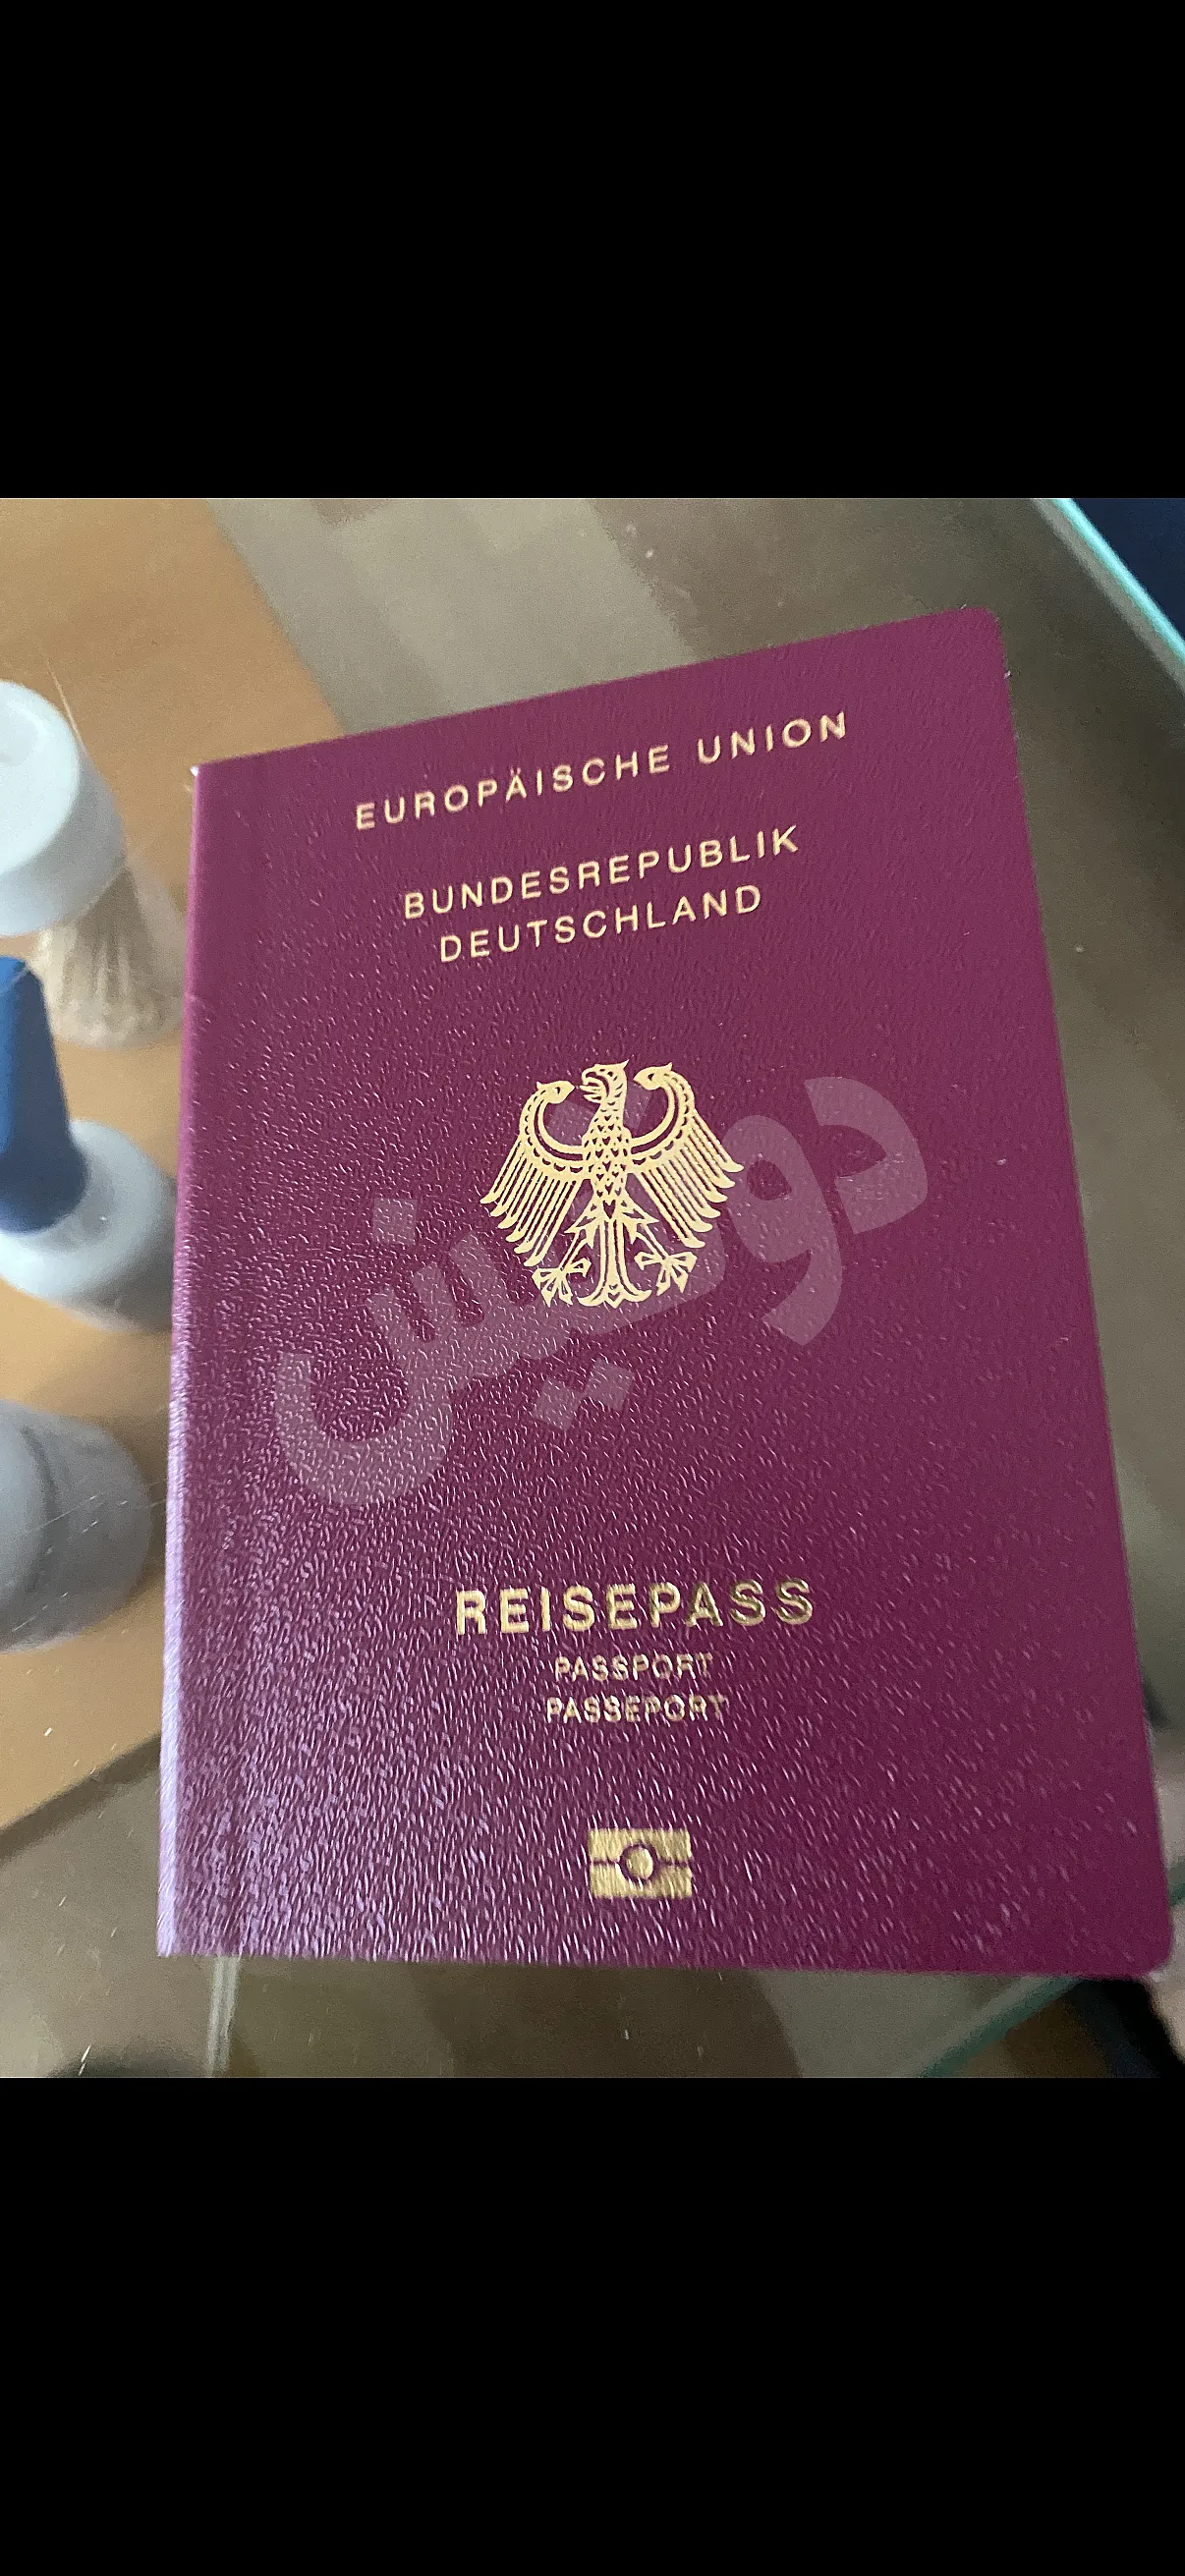 EUROPÄISCHE UNION
BUNDESREPUBLIK
DEUTSCHLAND
REISEPASS
PASSPORT
PASSEPORT